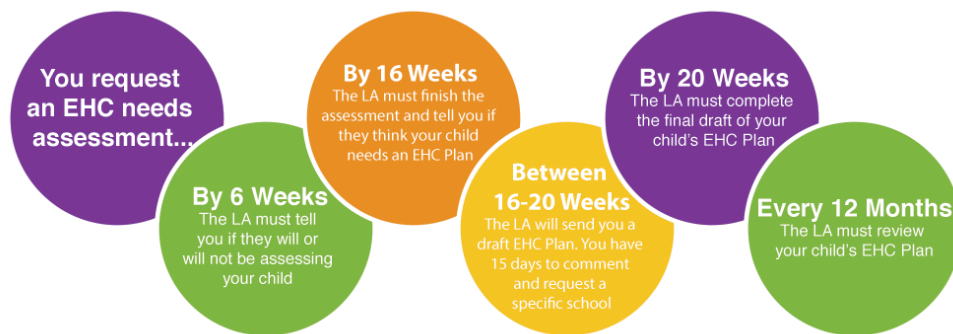 You request
an EHC needs
assessment...
By 6 Weeks
The LA must tell
you if they will or
will not be assessing
your child
By 16 Weeks
The LA must finish the
assessment and tell you if
they think your child
needs an EHC Plan
Between
16-20 Weeks
The LA will send you a
draft EHC Plan. You have
15 days to comment
and request a
specific school
By 20 Weeks
The LA must complete
the final draft of your
child's EHC Plan
Every 12 Months
The LA must review
your child's EHC Plan